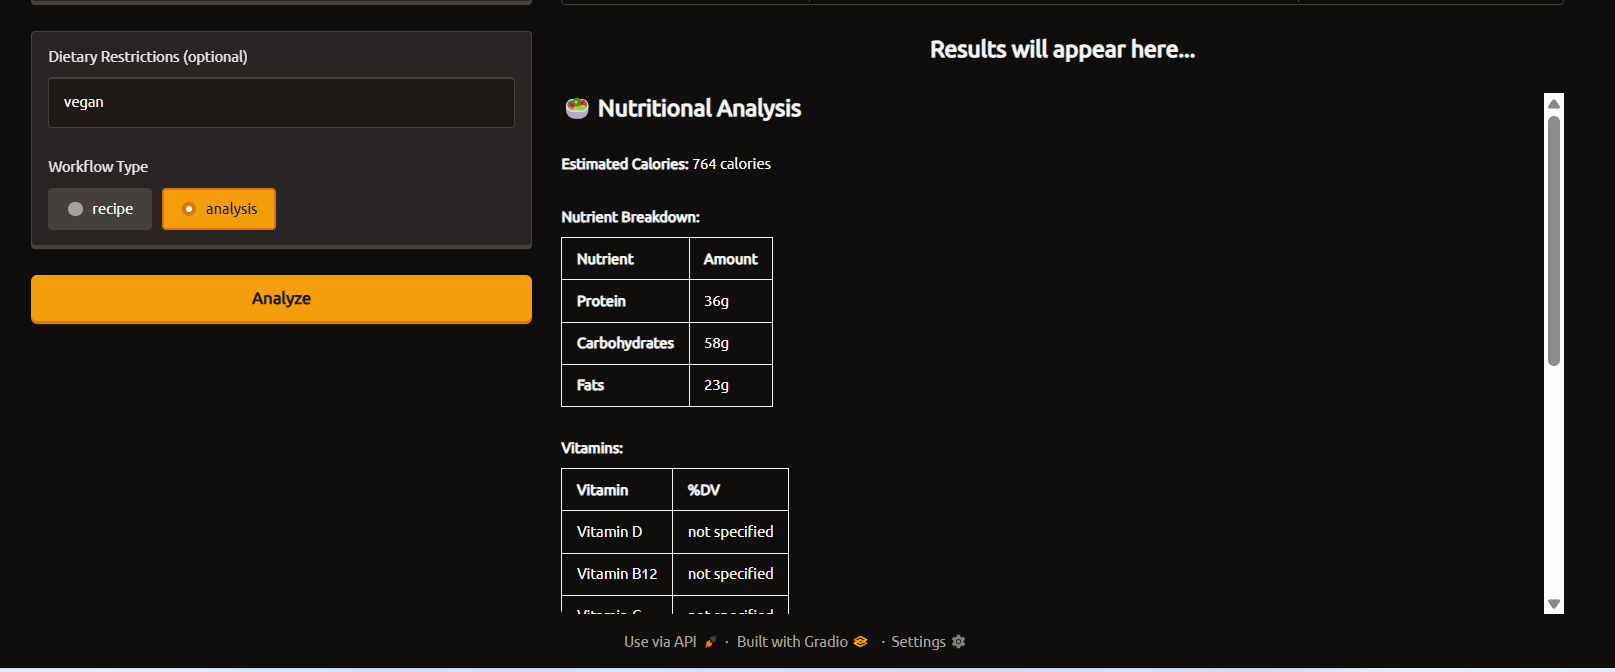 Dietary Restrictions (optional)
vegan
Workflow Type
recipe analysis
Analyze
Results will appear here...
🥗 Nutritional Analysis
Estimated Calories: 764 calories
Nutrient Breakdown:
Nutrient Amount
Protein 36g
Carbohydrates 58g
Fats 23g
Vitamins:
Vitamin %DV
Vitamin D not specified
Vitamin B12 not specified
Use via API 🚀 · Built with Gradio · Settings ⚙️